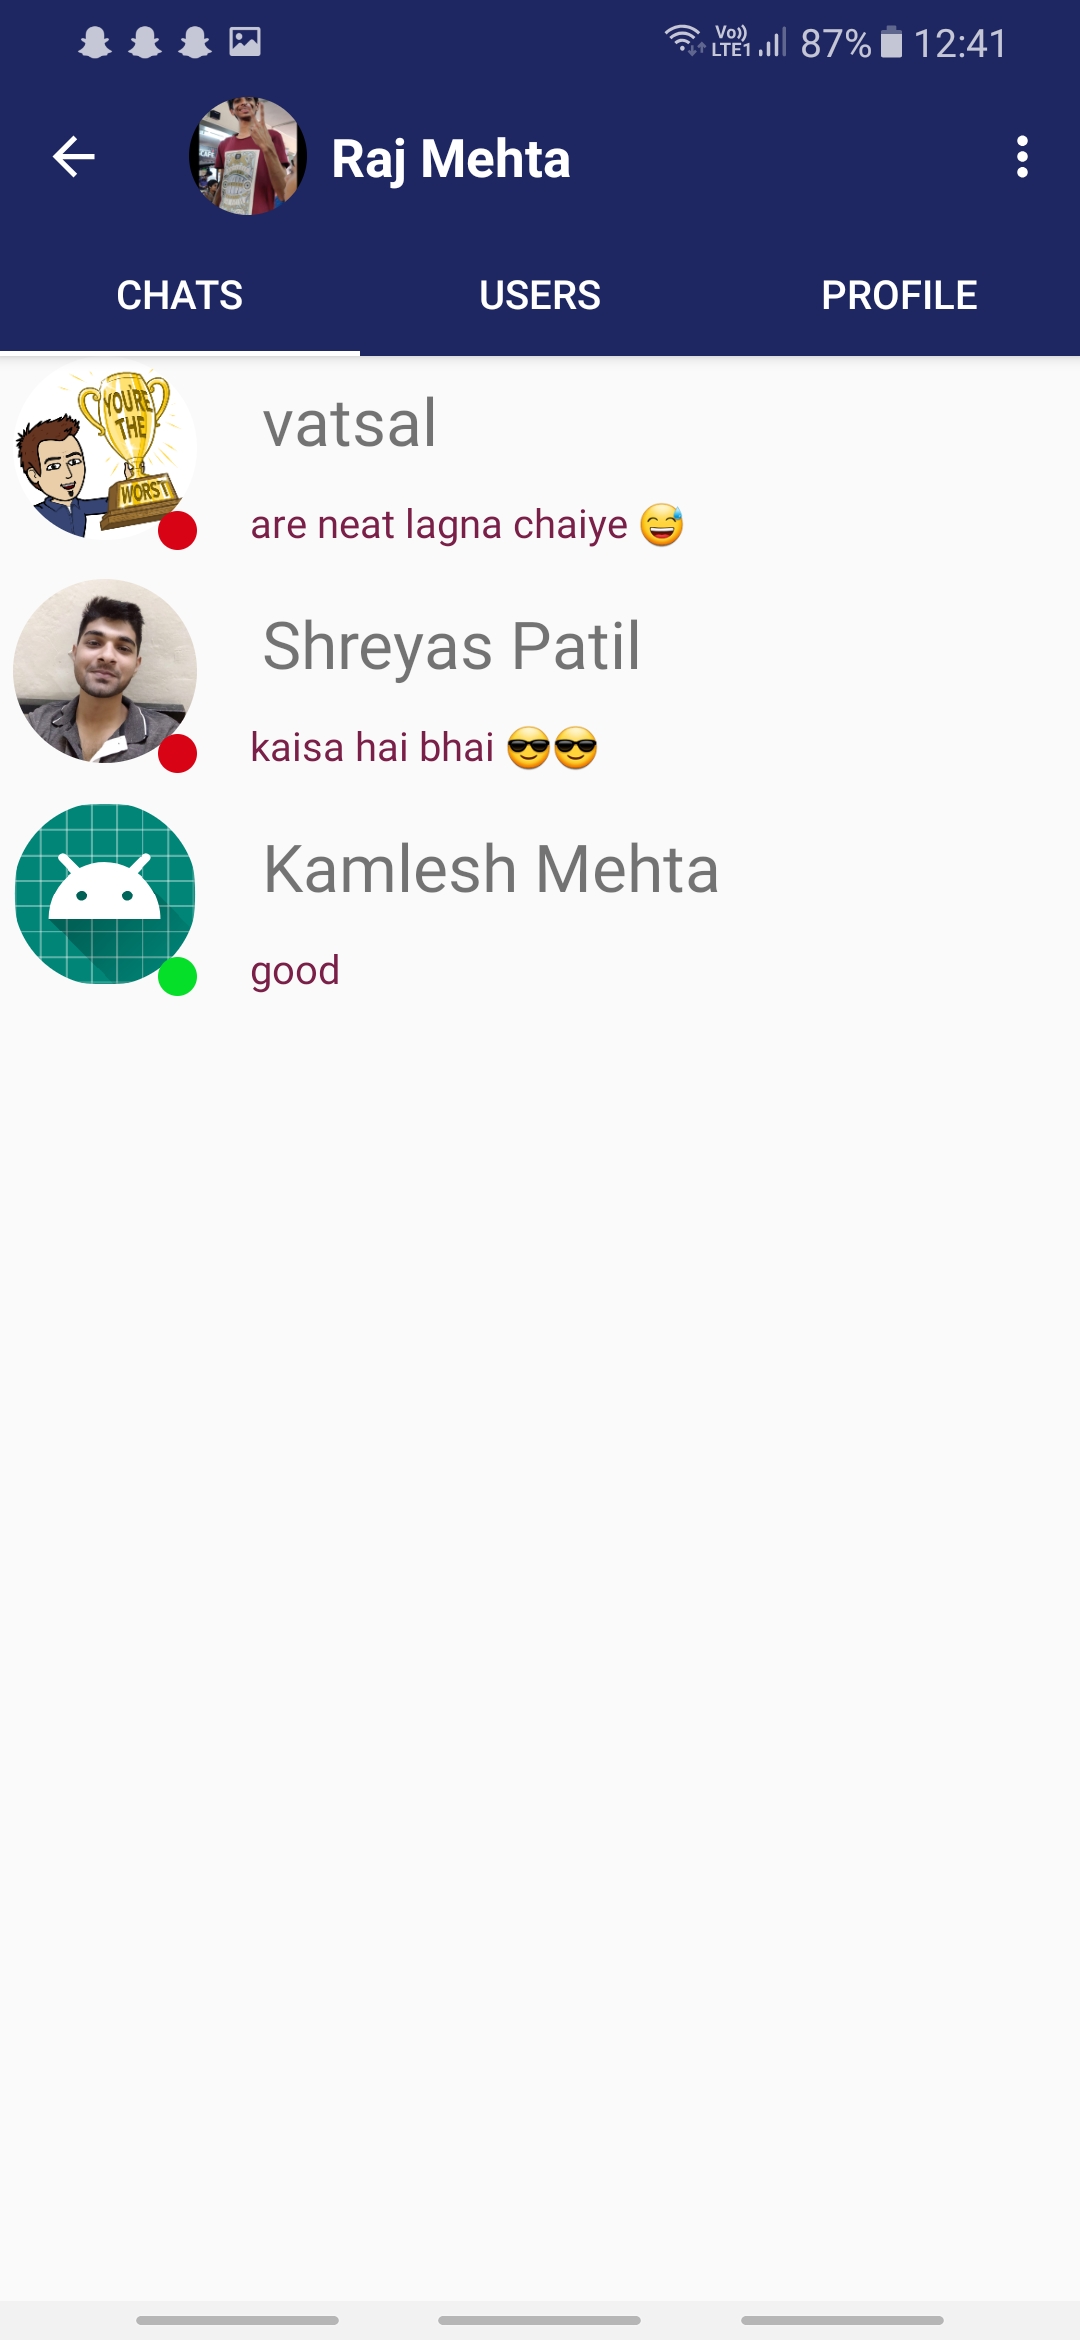 Vo)) LTE1 87% 12:41
Raj Mehta
CHATS USERS PROFILE
YOU'RE
THE
WORST
vatsal
are neat lagna chaiye 😅
Shreyas Patil
kaisa hai bhai 😎😎
Kamlesh Mehta
good